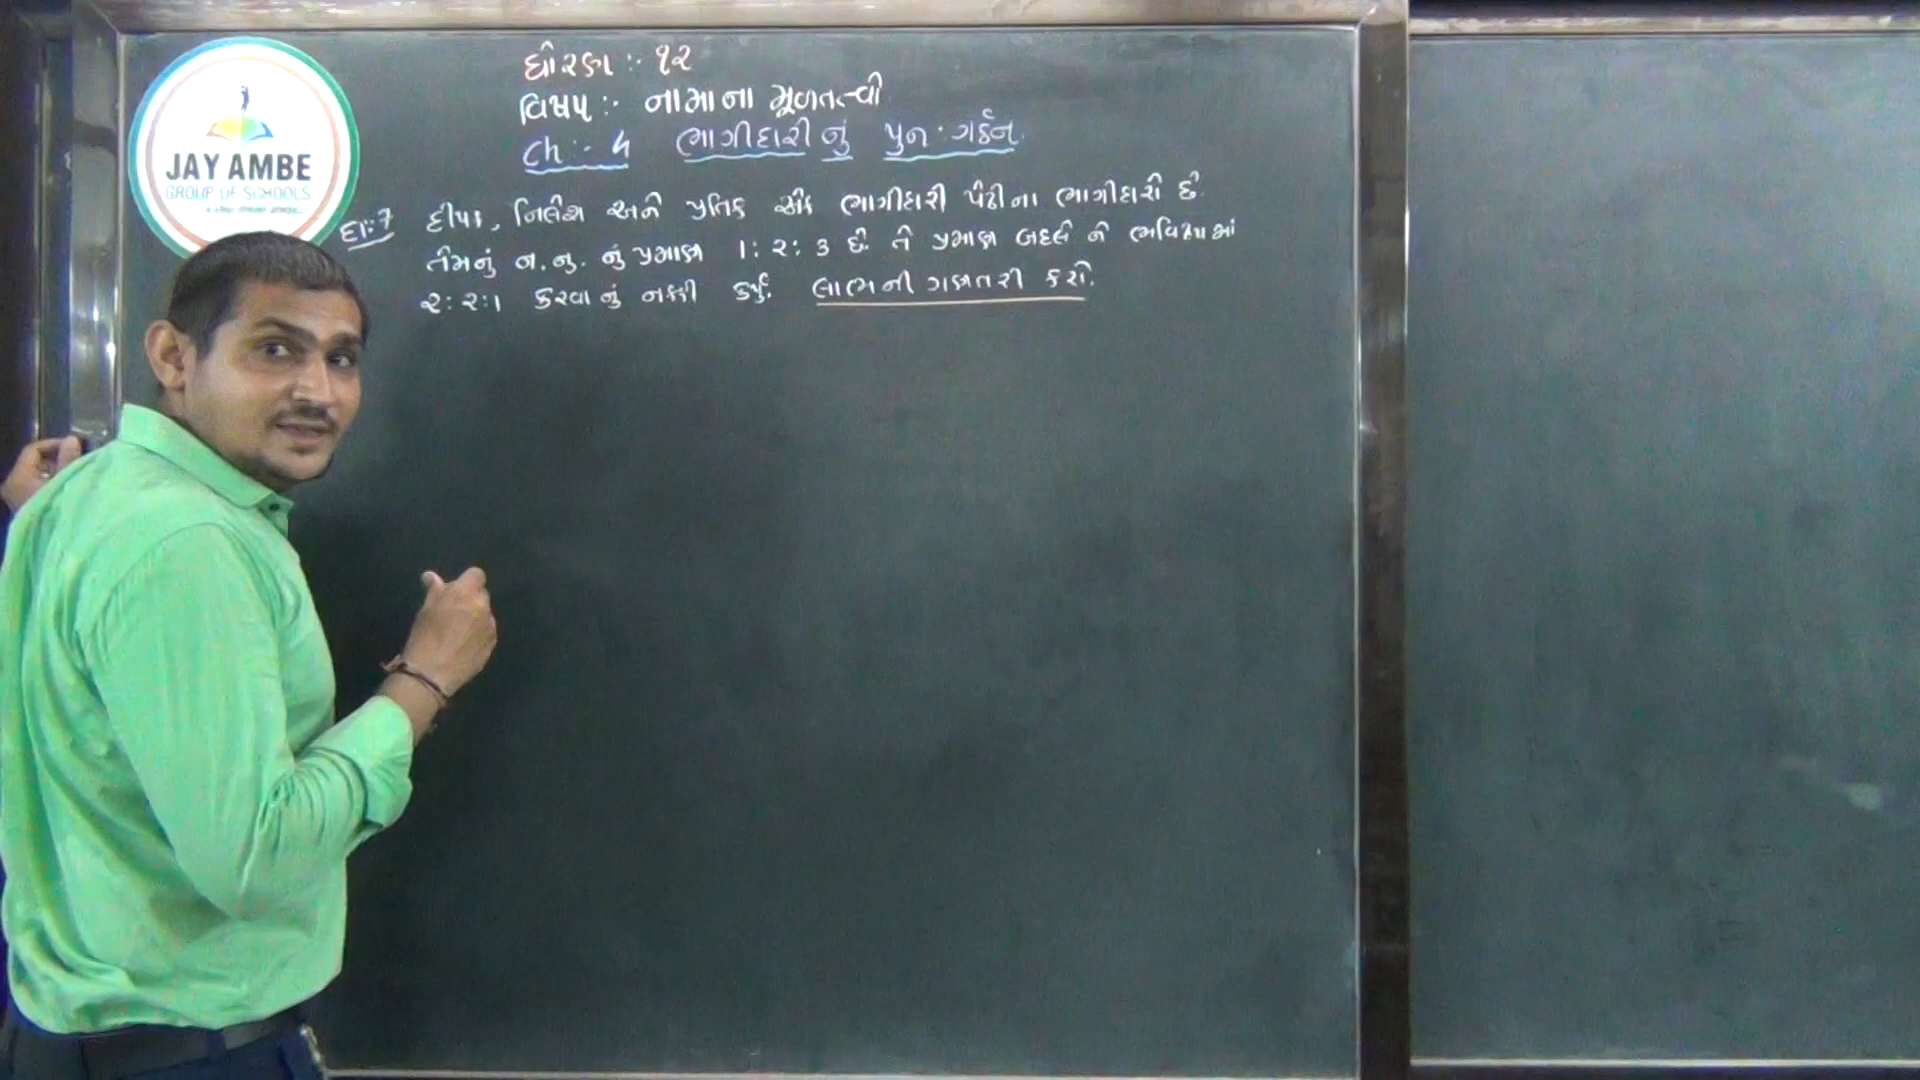 JAY AMBE
GROUP OF SCHOOLS
ધોરણ :- ૧૨
વિષય :- નામાના મૂળતત્વો
Ch :- ૫ ભાગીદારીનું પુનઃગઠન
દા:-7 દીપક, નિલેશ અને પ્રતિક એક ભાગીદારી પેઢીના ભાગીદારો છે.
તેમનું ન.નુ. નું પ્રમાણ 1 : ૨ : ૩ છે. તે પ્રમાણ બદલી ને ભવિષ્યમાં
૨ : ૨ : ૧ કરવાનું નક્કી કર્યું. લાભની ગણતરી કરો.